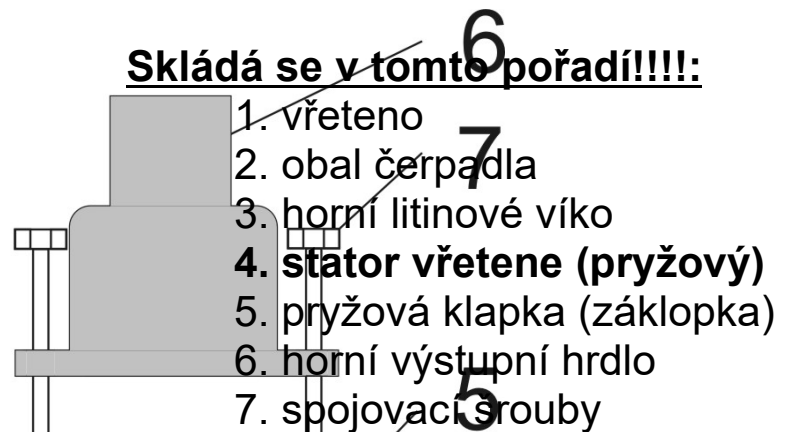 6
Skládá se v tomto pořadí!!!!:
1. vřeteno
7
2. obal čerpadla
3. horní litinové víko
4. stator vřetene (pryžový)
5. pryžová klapka (záklopka)
6. horní výstupní hrdlo
5
7. spojovací šrouby